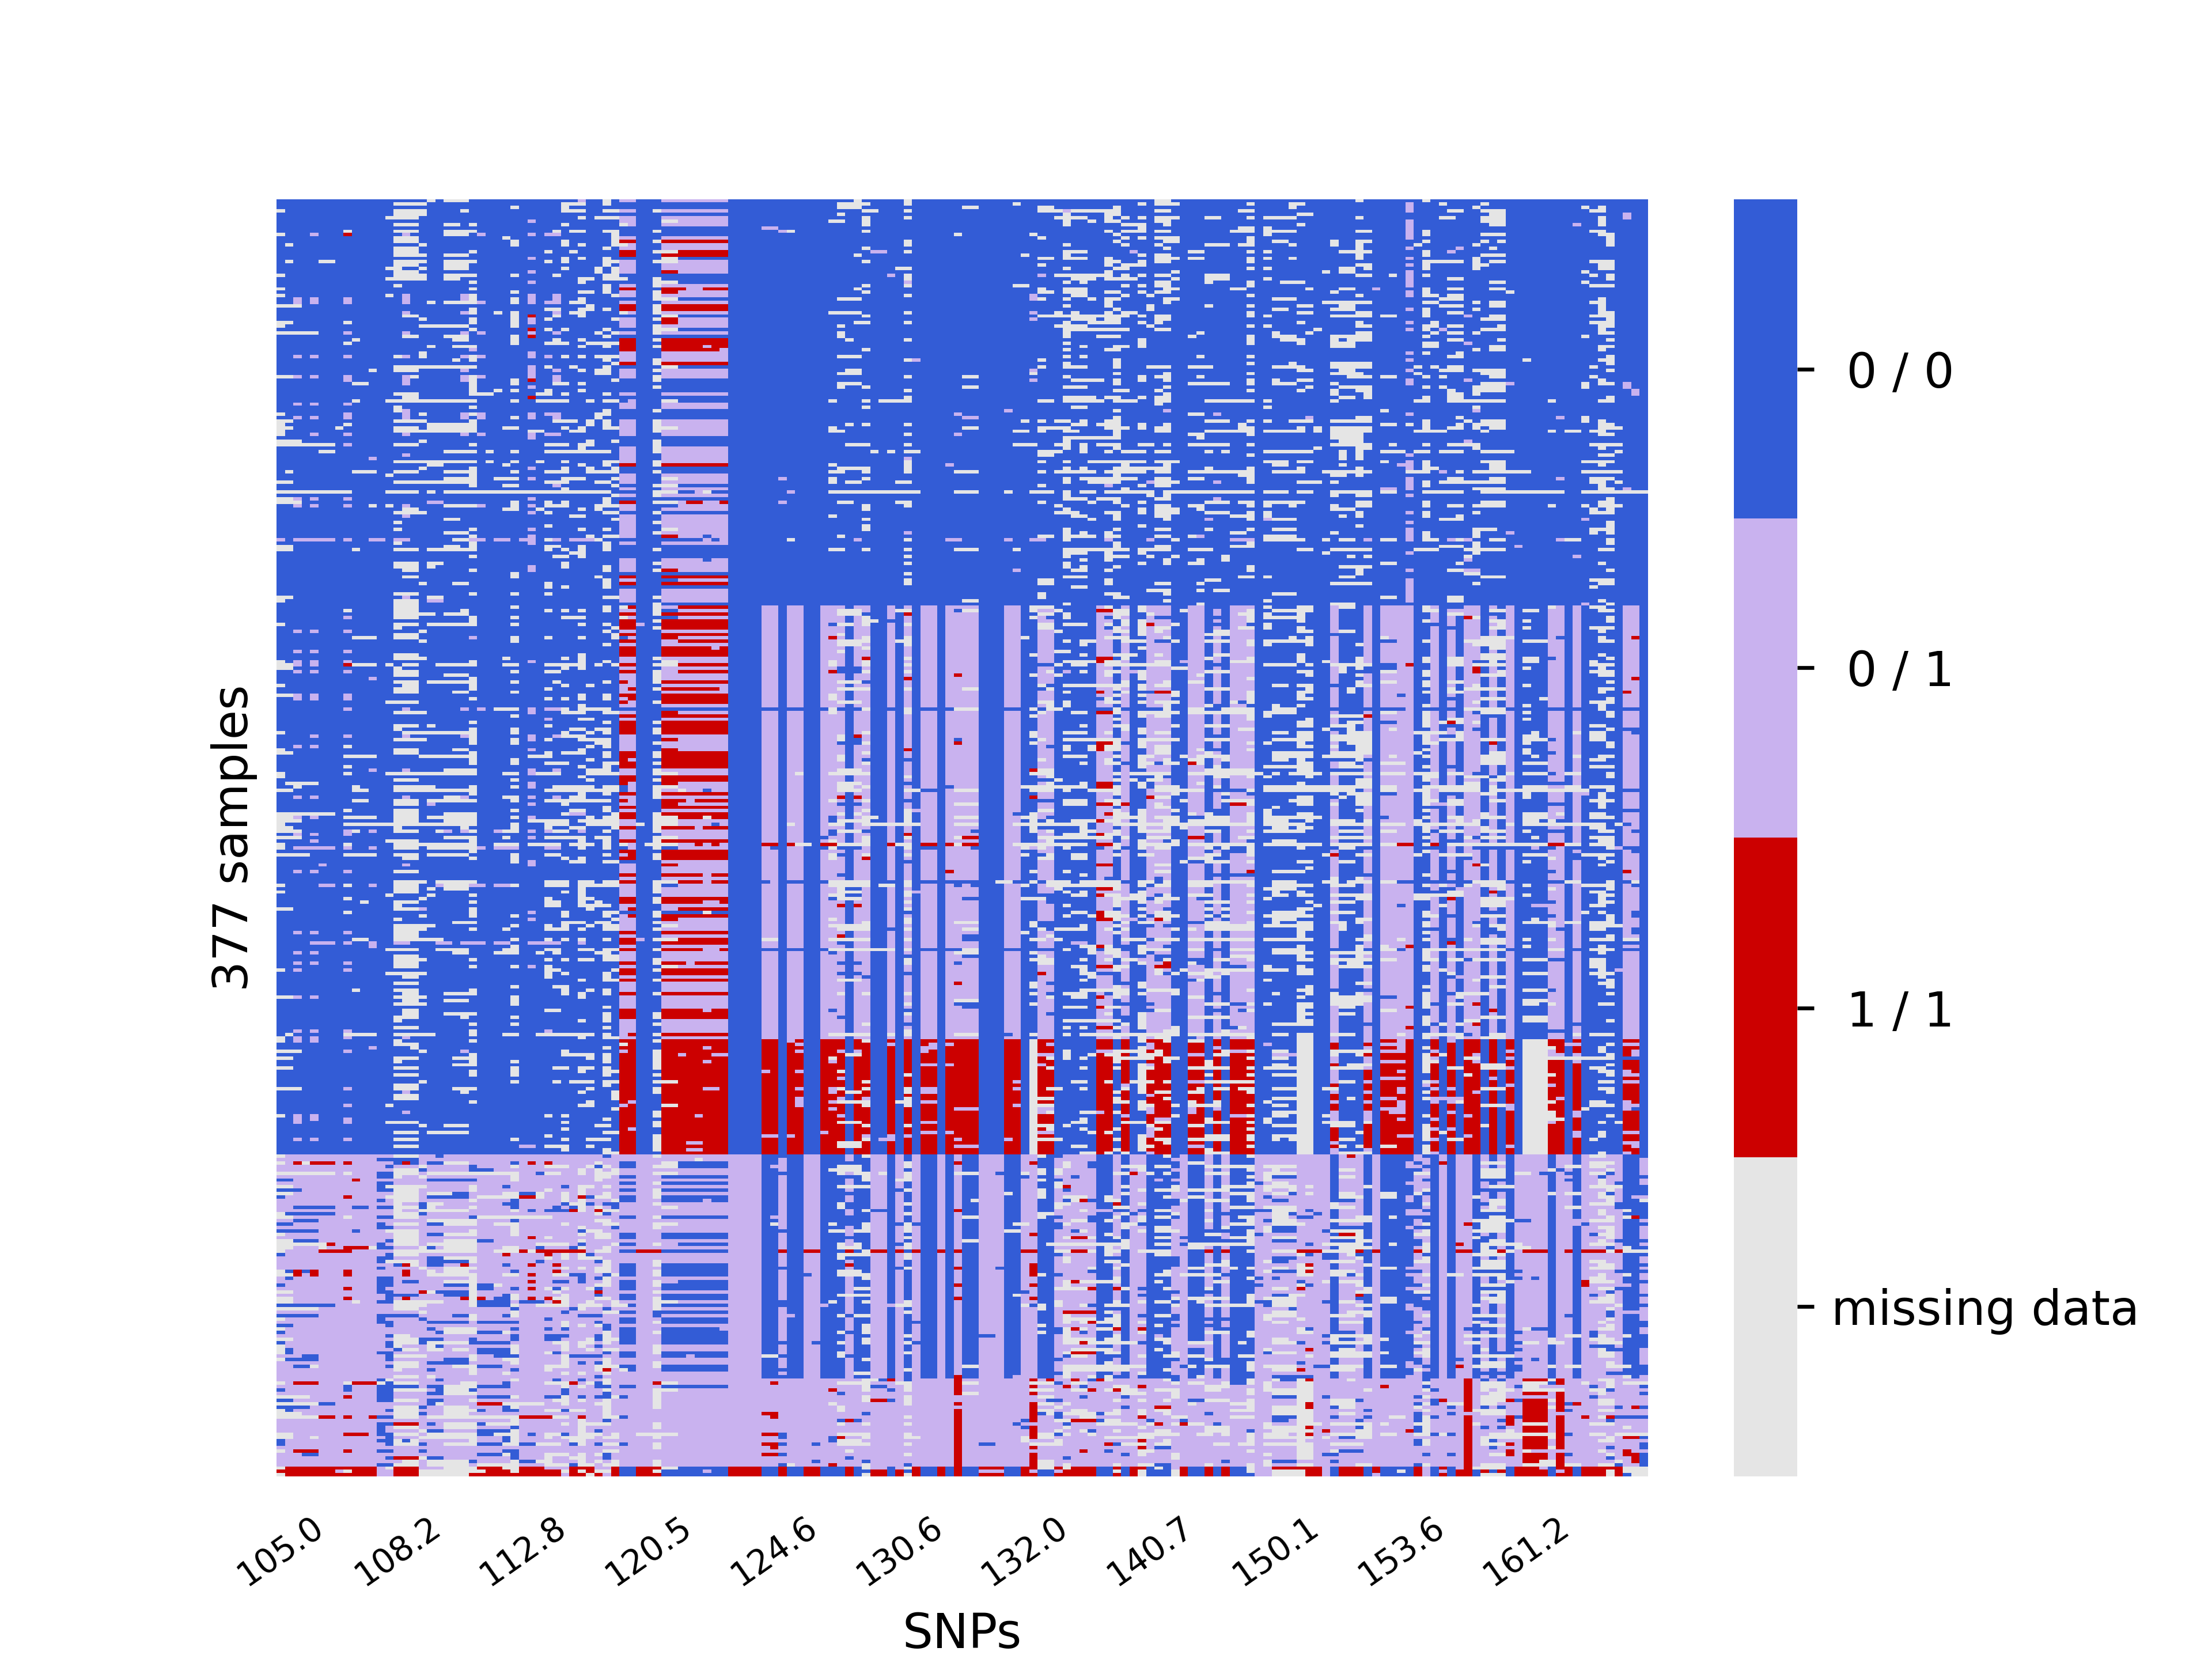 377 samples
0 / 0
0 / 1
1 / 1
missing data
105.0 108.2 112.8 120.5 124.6 130.6 132.0 140.7 150.1 153.6 161.2
SNPs